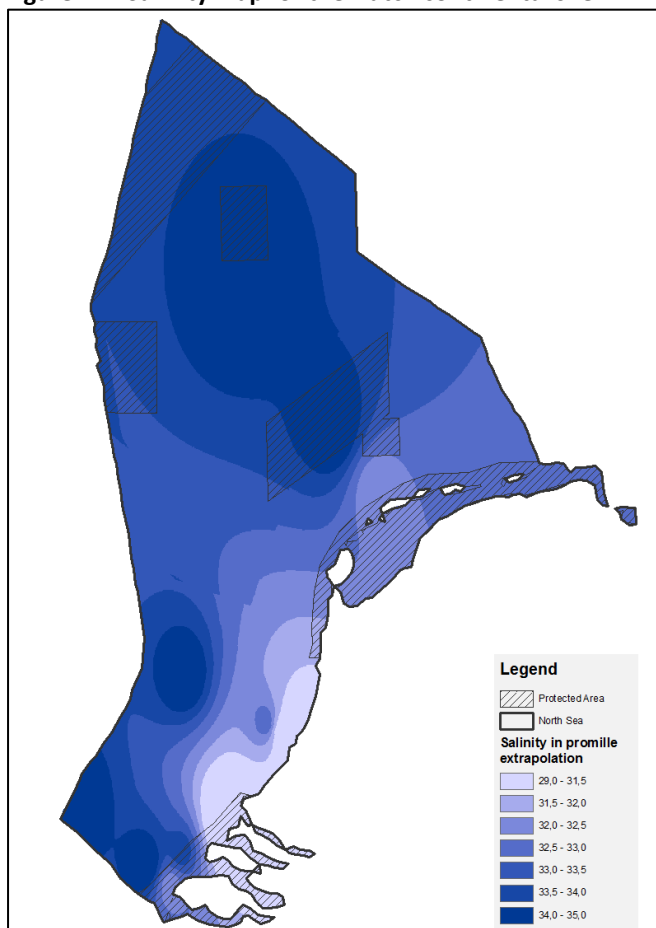 Legend
Protected Area
North Sea
Salinity in promille
extrapolation
29,0 - 31,5
31,5 - 32,0
32,0 - 32,5
32,5 - 33,0
33,0 - 33,5
33,5 - 34,0
34,0 - 35,0